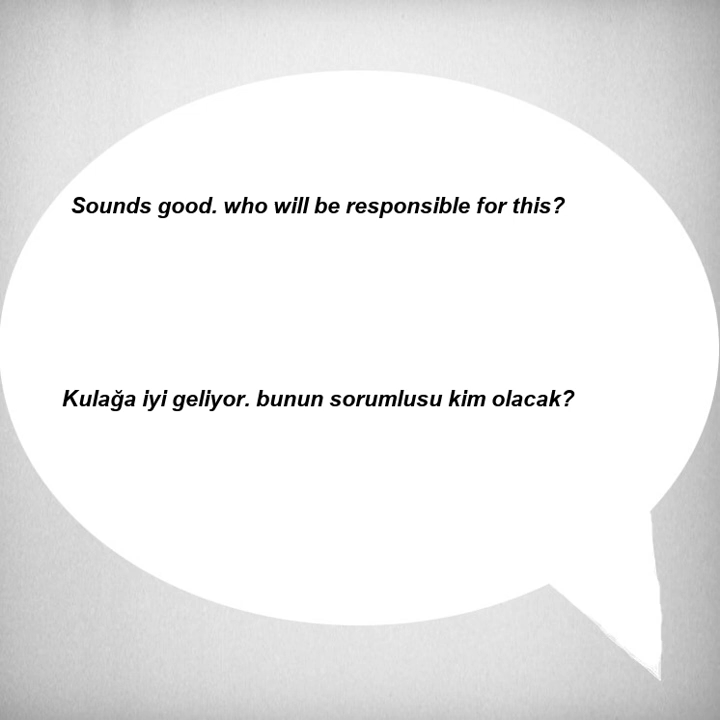 Sounds good. who will be responsible for this?
Kulağa iyi geliyor. bunun sorumlusu kim olacak?